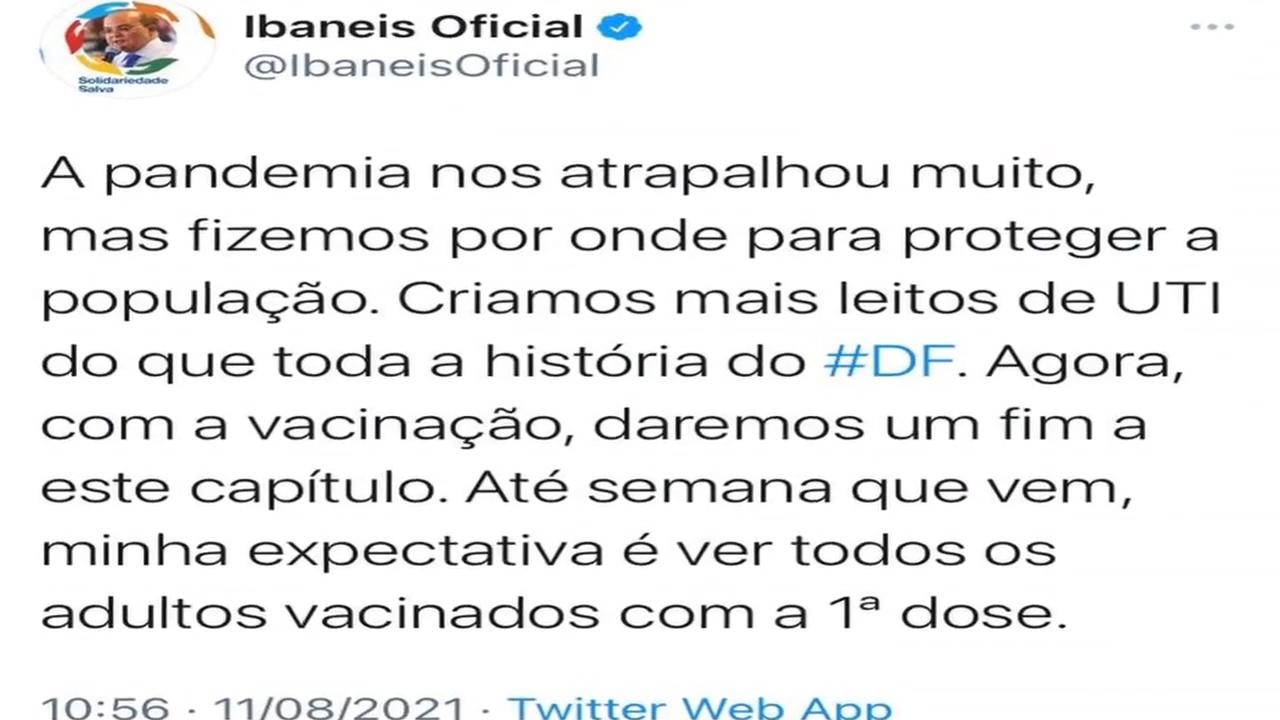 Ibaneis Oficial
@IbaneisOficial
Solidariedade
Salva
A pandemia nos atrapalhou muito,
mas fizemos por onde para proteger a
população. Criamos mais leitos de UTI
do que toda a história do #DF. Agora,
com a vacinação, daremos um fim a
este capítulo. Até semana que vem,
minha expectativa é ver todos os
adultos vacinados com a 1ª dose.
10:56 · 11/08/2021 · Twitter Web App